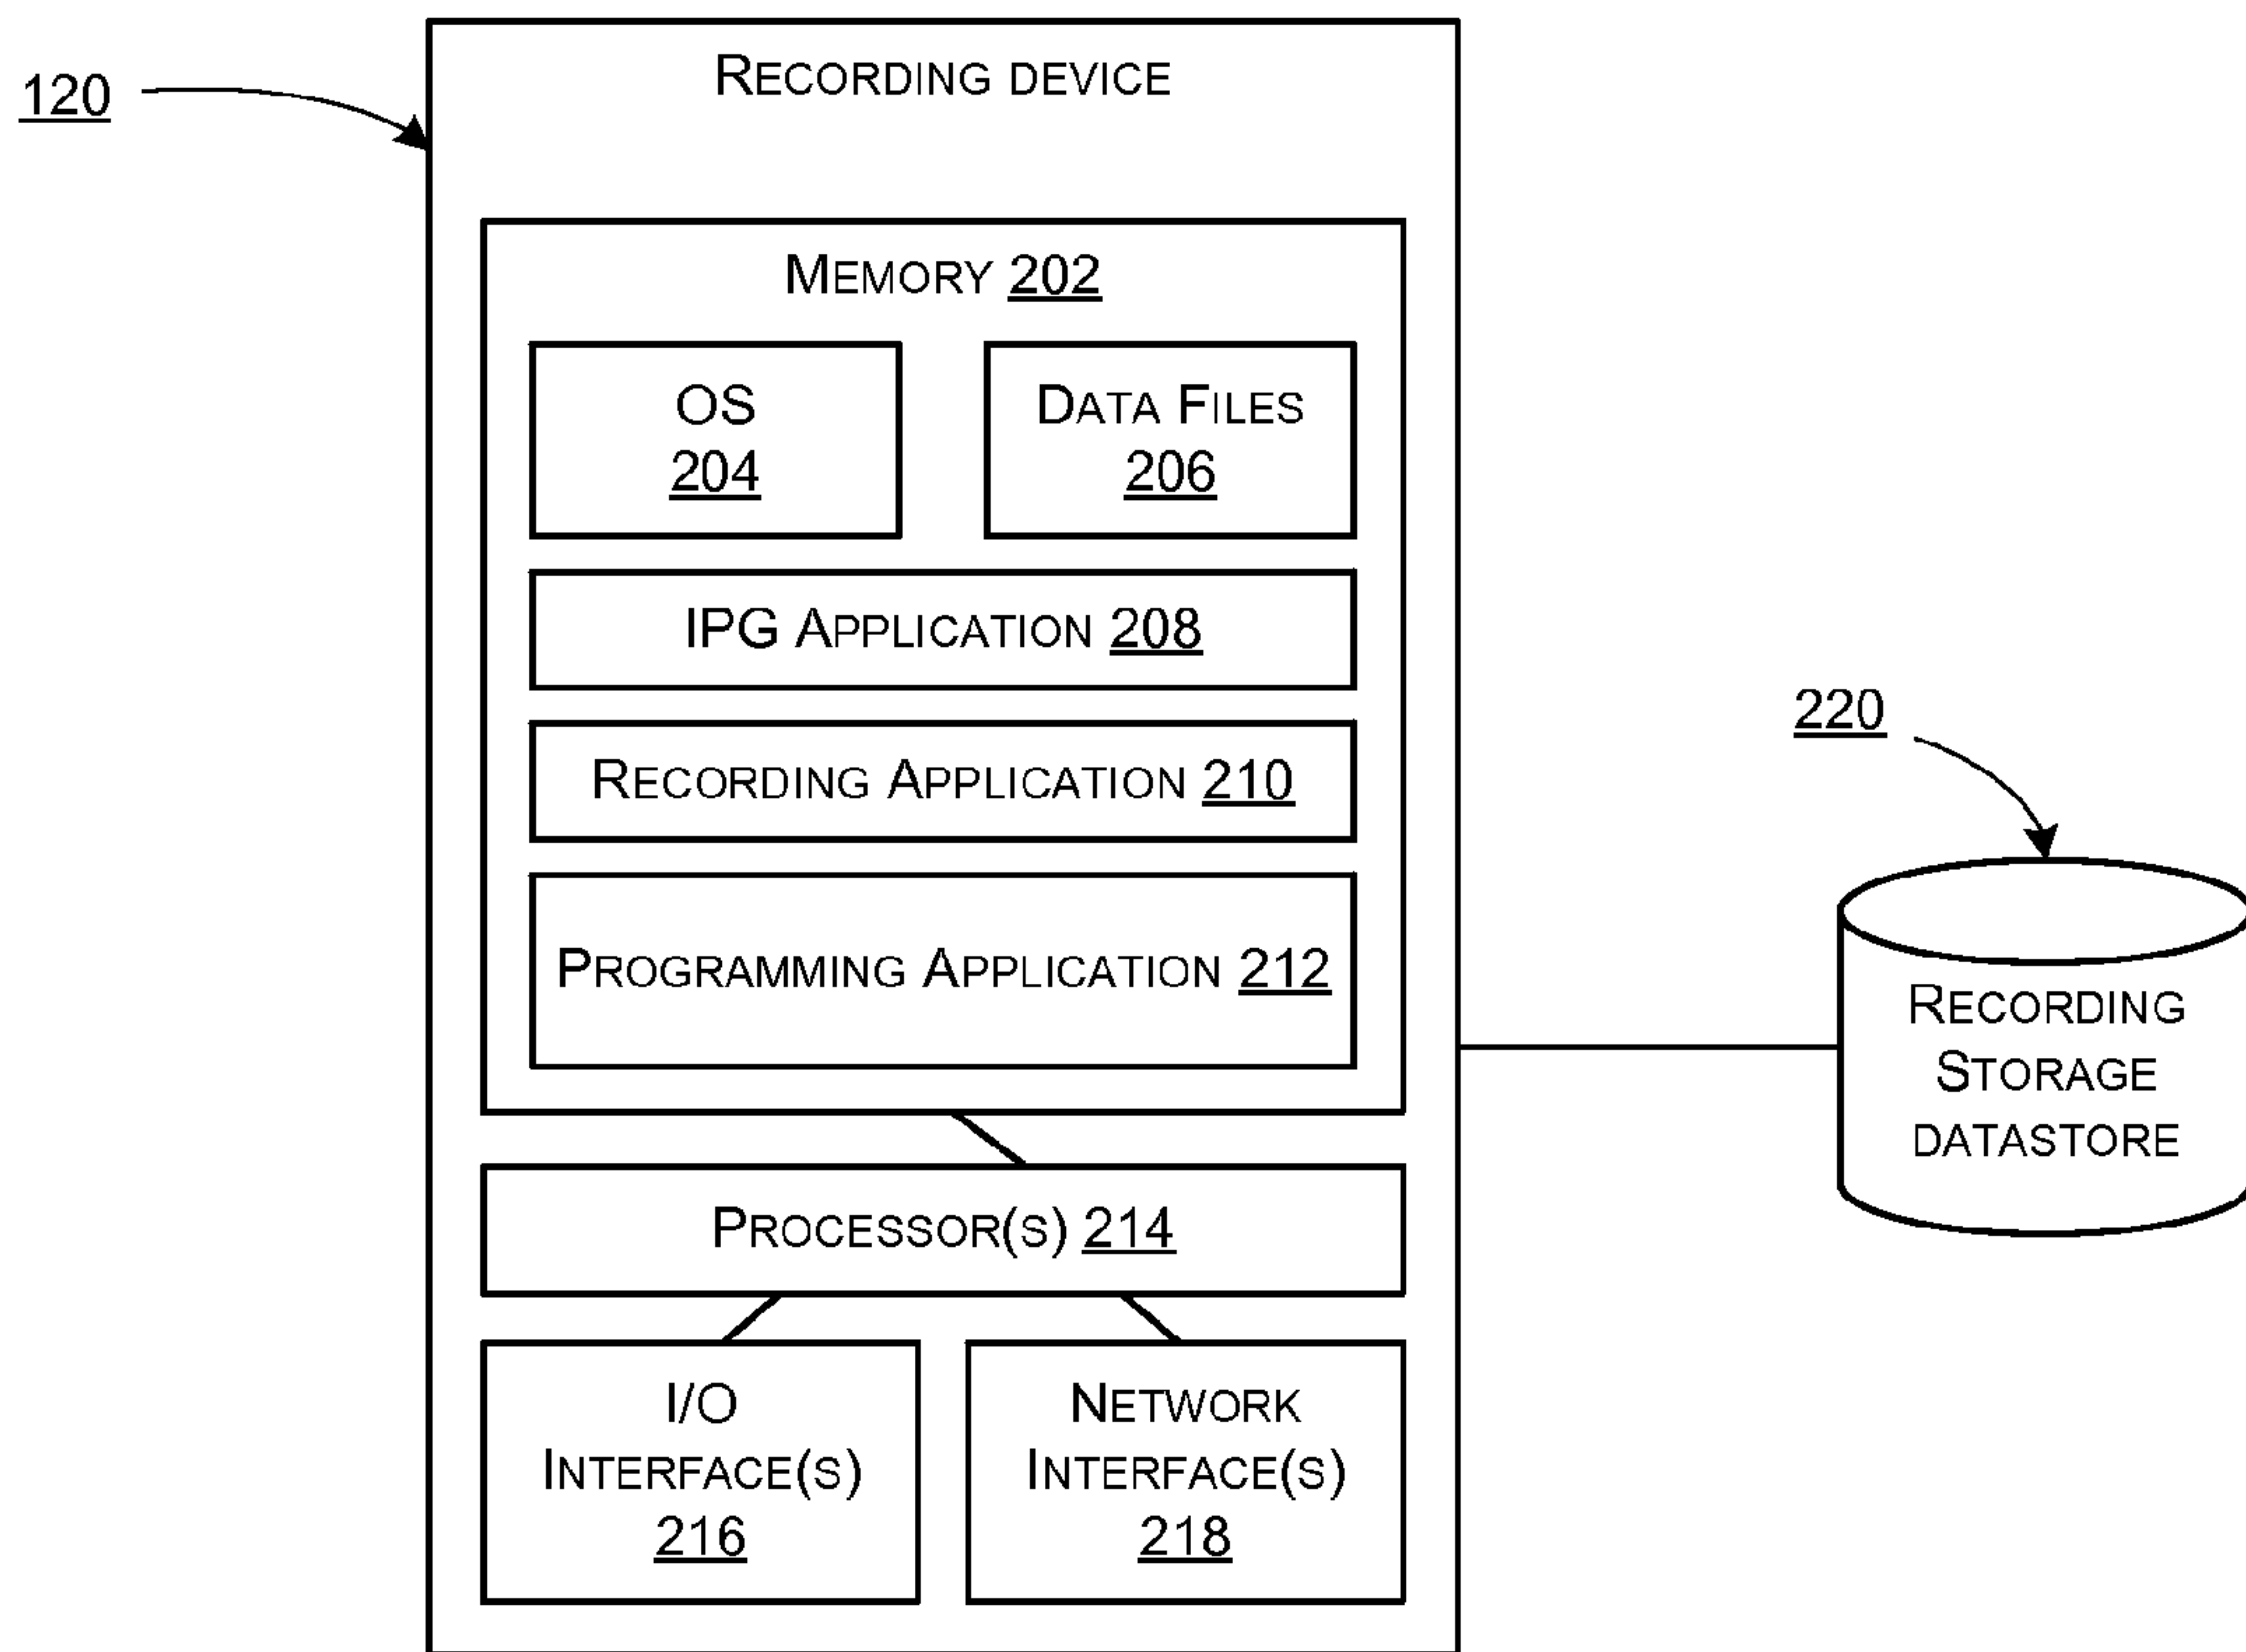 120
RECORDING DEVICE
MEMORY 202
OS
204
DATA FILES
206
IPG APPLICATION 208
RECORDING APPLICATION 210
PROGRAMMING APPLICATION 212
PROCESSOR(S) 214
I/O
INTERFACE(S)
216
NETWORK
INTERFACE(S)
218
220
RECORDING
STORAGE
DATASTORE